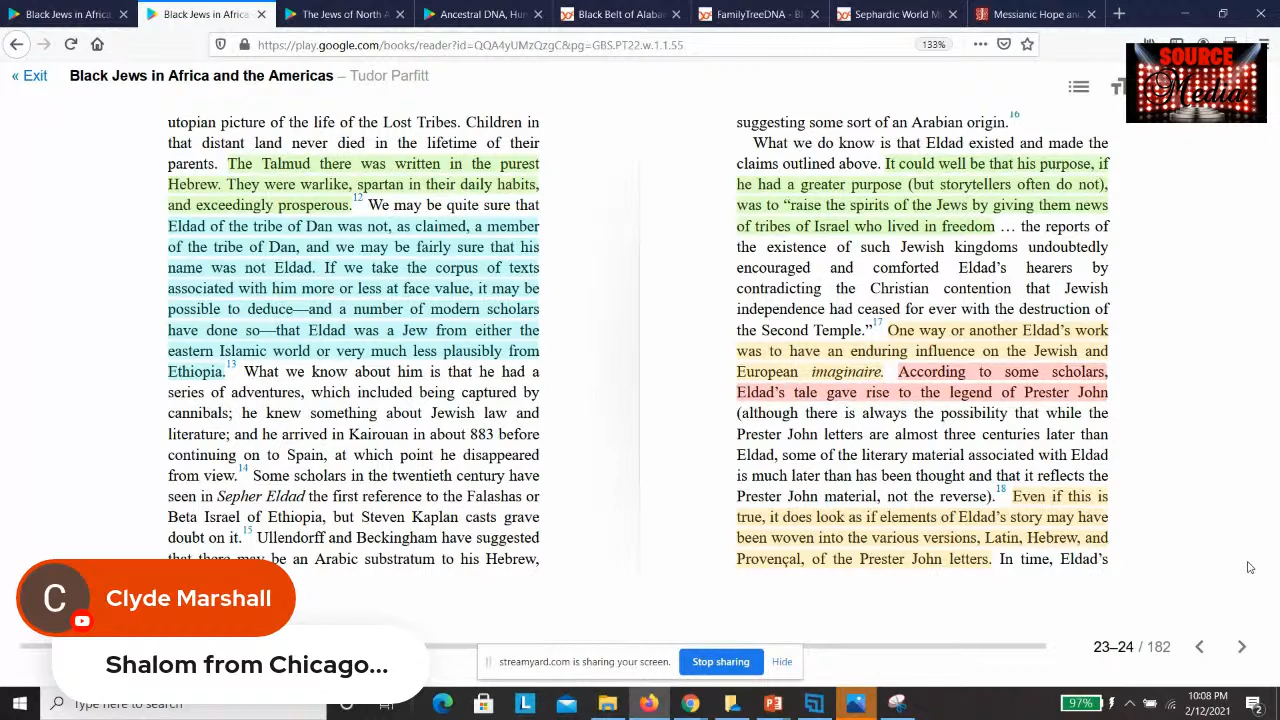 Black Jews in Africa an
Black Jews in Africa an
The Jews of North A
Ancestral DNA, Hun
Black Belt of Alaba
FamilyTreeDNA - B
Sephardic World Mi
Messianic Hope and
https://play.google.com/books/reader?id=QQA4yUMzQzgC&pg=GBS.PT22.w.1.1.55
133%
« Exit
Black Jews in Africa and the Americas – Tudor Parfitt
SOURCE
Media
utopian picture of the life of the Lost Tribes. Children in
that distant land never died in the lifetime of their
parents. The Talmud there was written in the purest
Hebrew. They were warlike, spartan in their daily habits,
and exceedingly prosperous.12 We may be quite sure that
Eldad of the tribe of Dan was not, as claimed, a member
of the tribe of Dan, and we may be fairly sure that his
name was not Eldad. If we take the corpus of texts
associated with him more or less at face value, it may be
possible to deduce—and a number of modern scholars
have done so—that Eldad was a Jew from either the
eastern Islamic world or very much less plausibly from
Ethiopia.13 What we know about him is that he had a
series of adventures, which included being captured by
cannibals; he knew something about Jewish law and
literature; and he arrived in Kairouan in about 883 before
continuing on to Spain, at which point he disappeared
from view.14 Some scholars in the twentieth century have
seen in Sepher Eldad the first reference to the Falashas or
Beta Israel of Ethiopia, but Steven Kaplan casts grave
doubt on it.15 Ullendorff and Beckingham have suggested
that there may be an Arabic substratum to his Hebrew,
suggesting some sort of an Arabian origin.16
What we do know is that Eldad existed and made the
claims outlined above. It could well be that his purpose, if
he had a greater purpose (but storytellers often do not),
was to “raise the spirits of the Jews by giving them news
of tribes of Israel who lived in freedom … the reports of
the existence of such Jewish kingdoms undoubtedly
encouraged and comforted Eldad’s hearers by
contradicting the Christian contention that Jewish
independence had ceased for ever with the destruction of
the Second Temple.”17 One way or another Eldad’s work
was to have an enduring influence on the Jewish and
European imaginaire. According to some scholars,
Eldad’s tale gave rise to the legend of Prester John
(although there is always the possibility that while the
Prester John letters are almost three centuries later than
Eldad, some of the literary material associated with Eldad
is much later than has been thought and that it reflects the
Prester John material, not the reverse).18 Even if this is
true, it does look as if elements of Eldad’s story may have
been woven into the various versions, Latin, Hebrew, and
Provençal, of the Prester John letters. In time, Eldad’s
C
Clyde Marshall
Shalom from Chicago...
23–24 / 182
streamyard.com is sharing your screen.
Stop sharing
Hide
Type here to search
97%
10:08 PM
2/12/2021
2